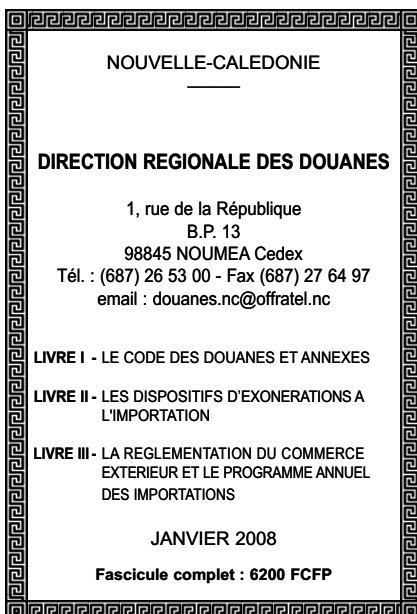 NOUVELLE-CALEDONIE
DIRECTION REGIONALE DES DOUANES
1, rue de la République
B.P. 13
98845 NOUMEA Cedex
Tél. : (687) 26 53 00 - Fax (687) 27 64 97
email : douanes.nc@offratel.nc
LIVRE I - LE CODE DES DOUANES ET ANNEXES
LIVRE II - LES DISPOSITIFS D'EXONERATIONS A
L'IMPORTATION
LIVRE III - LA REGLEMENTATION DU COMMERCE
EXTERIEUR ET LE PROGRAMME ANNUEL
DES IMPORTATIONS
JANVIER 2008
Fascicule complet : 6200 FCFP